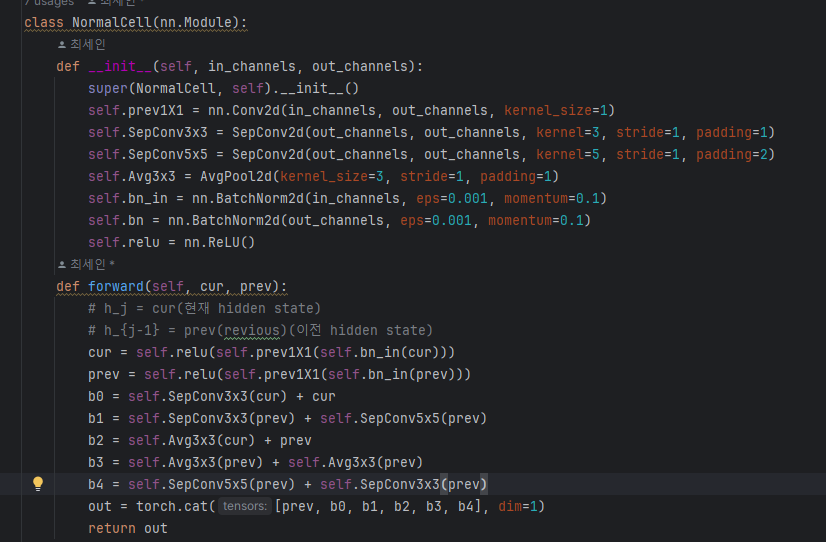 7 usages 최세인 *
class NormalCell(nn.Module):
최세인
def __init__(self, in_channels, out_channels):
super(NormalCell, self).__init__()
self.prev1X1 = nn.Conv2d(in_channels, out_channels, kernel_size=1)
self.SepConv3x3 = SepConv2d(out_channels, out_channels, kernel=3, stride=1, padding=1)
self.SepConv5x5 = SepConv2d(out_channels, out_channels, kernel=5, stride=1, padding=2)
self.Avg3x3 = AvgPool2d(kernel_size=3, stride=1, padding=1)
self.bn_in = nn.BatchNorm2d(in_channels, eps=0.001, momentum=0.1)
self.bn = nn.BatchNorm2d(out_channels, eps=0.001, momentum=0.1)
self.relu = nn.ReLU()
최세인 *
def forward(self, cur, prev):
# h_j = cur(현재 hidden state)
# h_{j-1} = prev(revious)(이전 hidden state)
cur = self.relu(self.prev1X1(self.bn_in(cur)))
prev = self.relu(self.prev1X1(self.bn_in(prev)))
b0 = self.SepConv3x3(cur) + cur
b1 = self.SepConv3x3(prev) + self.SepConv5x5(prev)
b2 = self.Avg3x3(cur) + prev
b3 = self.Avg3x3(prev) + self.Avg3x3(prev)
b4 = self.SepConv5x5(prev) + self.SepConv3x3(prev)
out = torch.cat( tensors: [prev, b0, b1, b2, b3, b4], dim=1)
return out